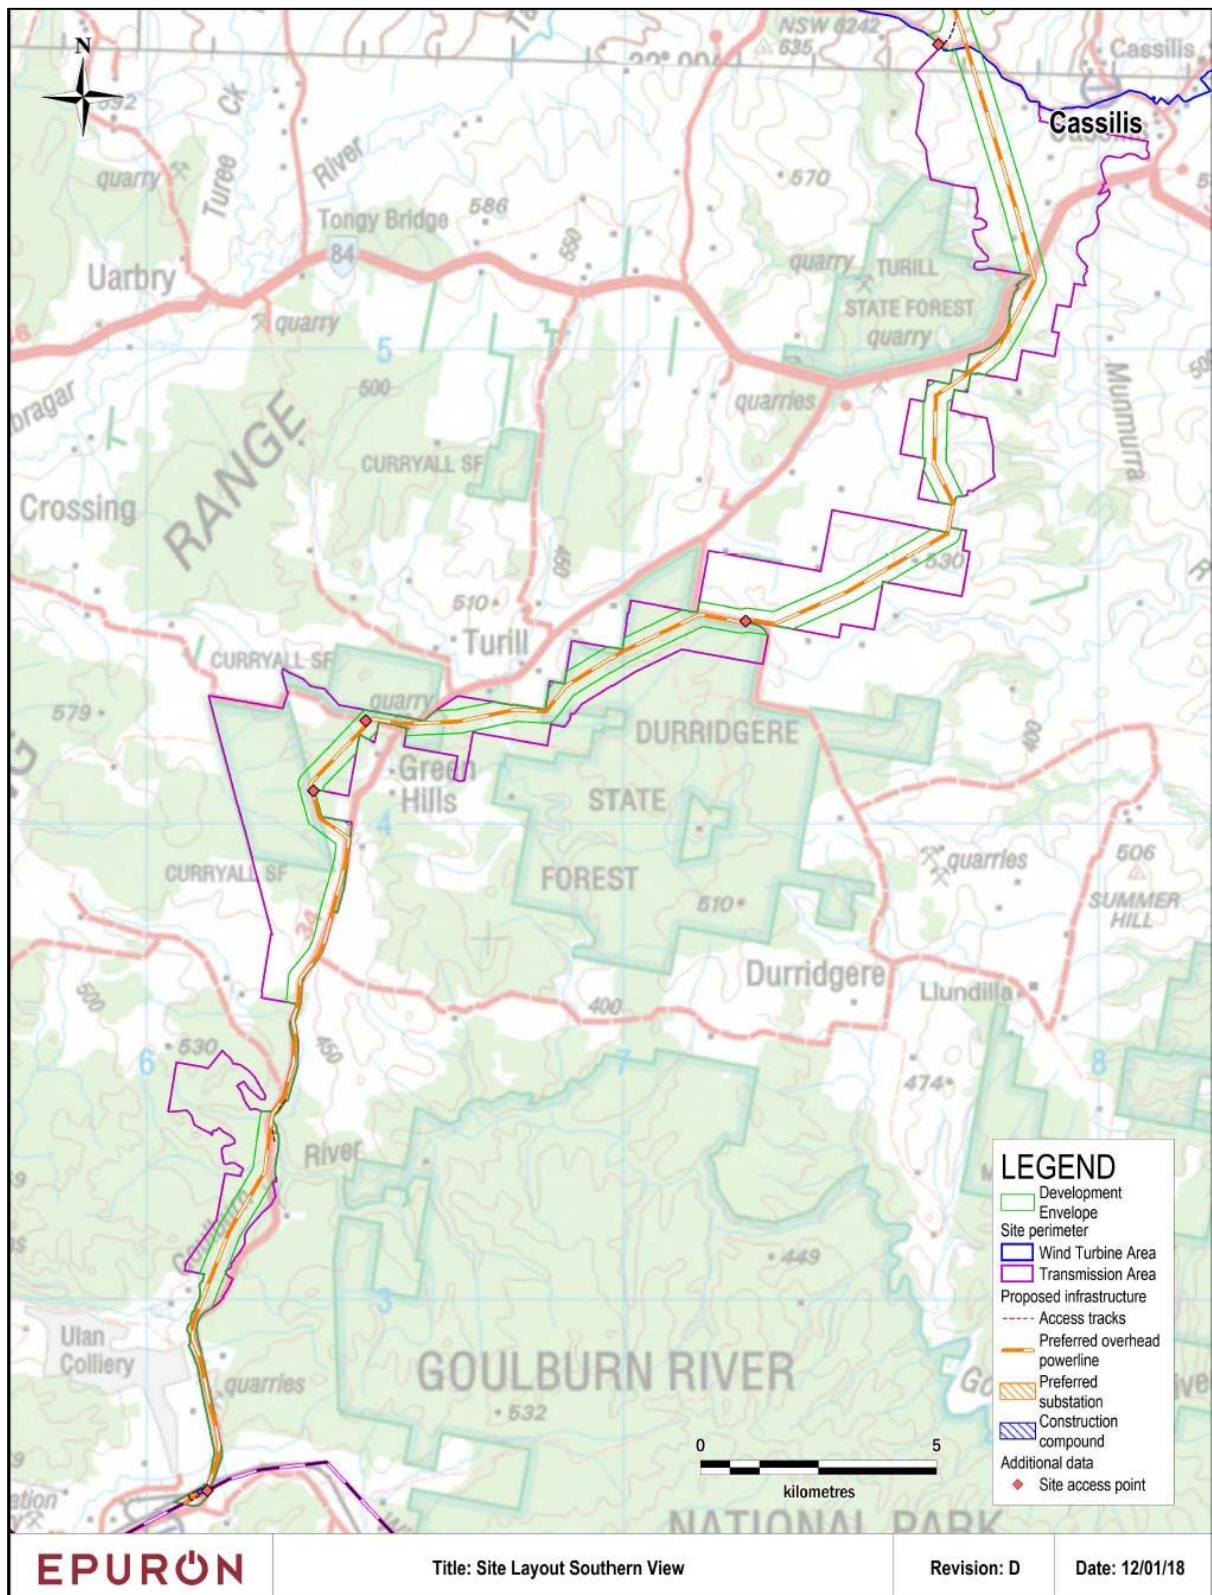 N
NSW 6242
635
Cassilis
592
Cassilis
quarry
Turee Ck
River
570
586
Tongy Bridge
84
550
quarry
TURILL
STATE FOREST
quarry
Uarbry
quarry
5
500
quarries
Munmurra
RANGE
CURRYALL SF
Crossing
450
530
510
Turill
CURRYALL SF
quarry
579
DURRIDGERE
400
Green
Hills
STATE
4
quarries
506
CURRYALL SF
FOREST
SUMMER
HILL
510
34
Durridgere
Llundilla
500
400
450
530
6
7
8
474
River
Goulburn
449
3
Ulan
Colliery
GOULBURN RIVER
quarries
532
NATIONAL PARK
0 5
kilometres
LEGEND
Development
Envelope
Site perimeter
Wind Turbine Area
Transmission Area
Proposed infrastructure
Access tracks
Preferred overhead
powerline
Preferred
substation
Construction
compound
Additional data
Site access point
EPURON
Title: Site Layout Southern View
Revision: D
Date: 12/01/18